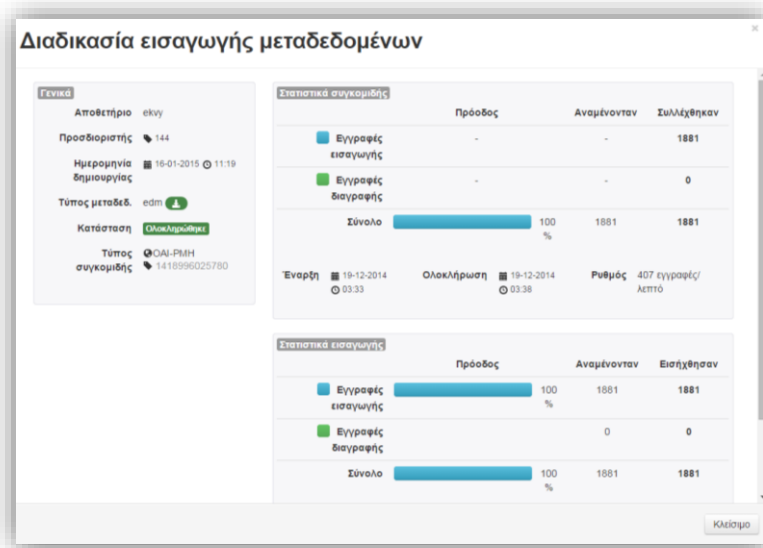 Διαδικασία εισαγωγής μεταδεδομένων
×
Γενικά
Αποθετήριο ekvy
Προσδιοριστής 144
Ημερομηνία δημιουργίας 16-01-2015 11:19
Τύπος μεταδεδ. edm
Κατάσταση Ολοκληρώθηκε
Τύπος συγκομιδής OAI-PMH
1418996025780
Στατιστικά συγκομιδής
Πρόοδος Αναμένονταν Συλλέχθηκαν
Εγγραφές εισαγωγής - - 1881
Εγγραφές διαγραφής - - 0
Σύνολο 100 % 1881 1881
Έναρξη 19-12-2014 03:33 Ολοκλήρωση 19-12-2014 03:38 Ρυθμός 407 εγγραφές/λεπτό
Στατιστικά εισαγωγής
Πρόοδος Αναμένονταν Εισήχθησαν
Εγγραφές εισαγωγής 100 % 1881 1881
Εγγραφές διαγραφής 0 0
Σύνολο 100 % 1881 1881
Κλείσιμο